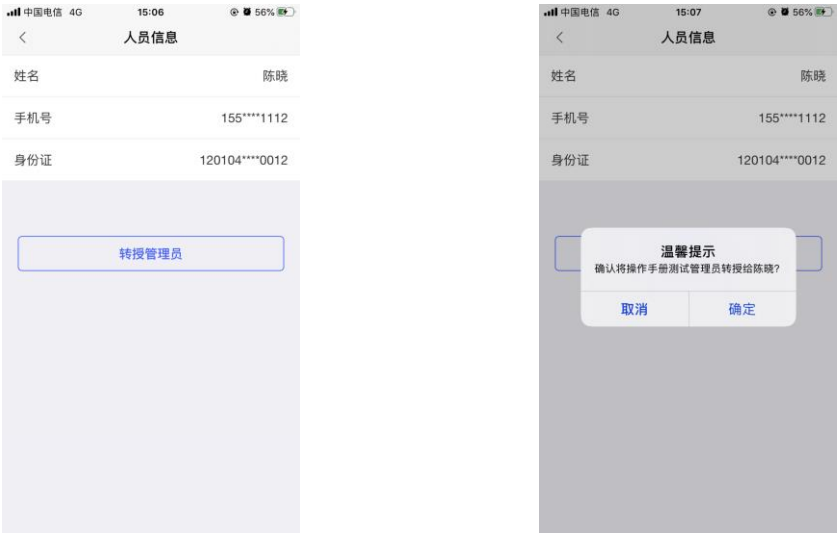 中国电信 4G 15:06 56%
人员信息
姓名 陈晓
手机号 155****1112
身份证 120104****0012
转授管理员
中国电信 4G 15:07 56%
人员信息
姓名 陈晓
手机号 155****1112
身份证 120104****0012
温馨提示
确认将操作手册测试管理员转授给陈晓?
取消 确定